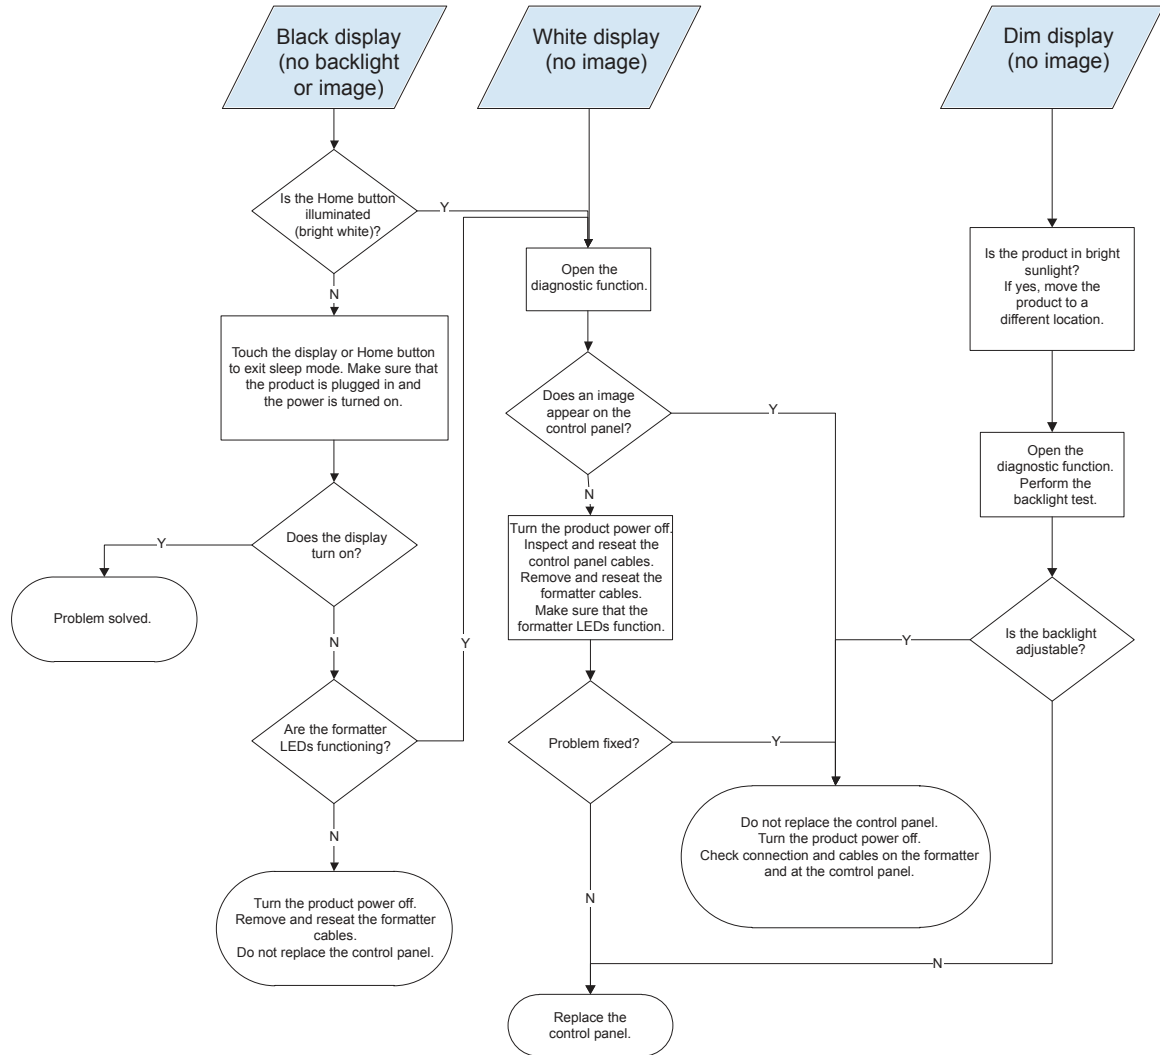 Black display
(no backlight
or image)
White display
(no image)
Dim display
(no image)
Is the Home button
illuminated
(bright white)?
Y
N
Open the
diagnostic function.
Is the product in bright
sunlight?
If yes, move the
product to a
different location.
Touch the display or Home button
to exit sleep mode. Make sure that
the product is plugged in and
the power is turned on.
Does an image
appear on the
control panel?
Y
N
Open the
diagnostic function.
Perform the
backlight test.
Does the display
turn on?
Y
N
Problem solved.
Turn the product power off.
Inspect and reseat the
control panel cables.
Remove and reseat the
formatter cables.
Make sure that the
formatter LEDs function.
Is the backlight
adjustable?
Y
Y
Are the formatter
LEDs functioning?
N
Problem fixed?
Y
N
Do not replace the control panel.
Turn the product power off.
Check connection and cables on the formatter
and at the comtrol panel.
Turn the product power off.
Remove and reseat the formatter
cables.
Do not replace the control panel.
N
Replace the
control panel.